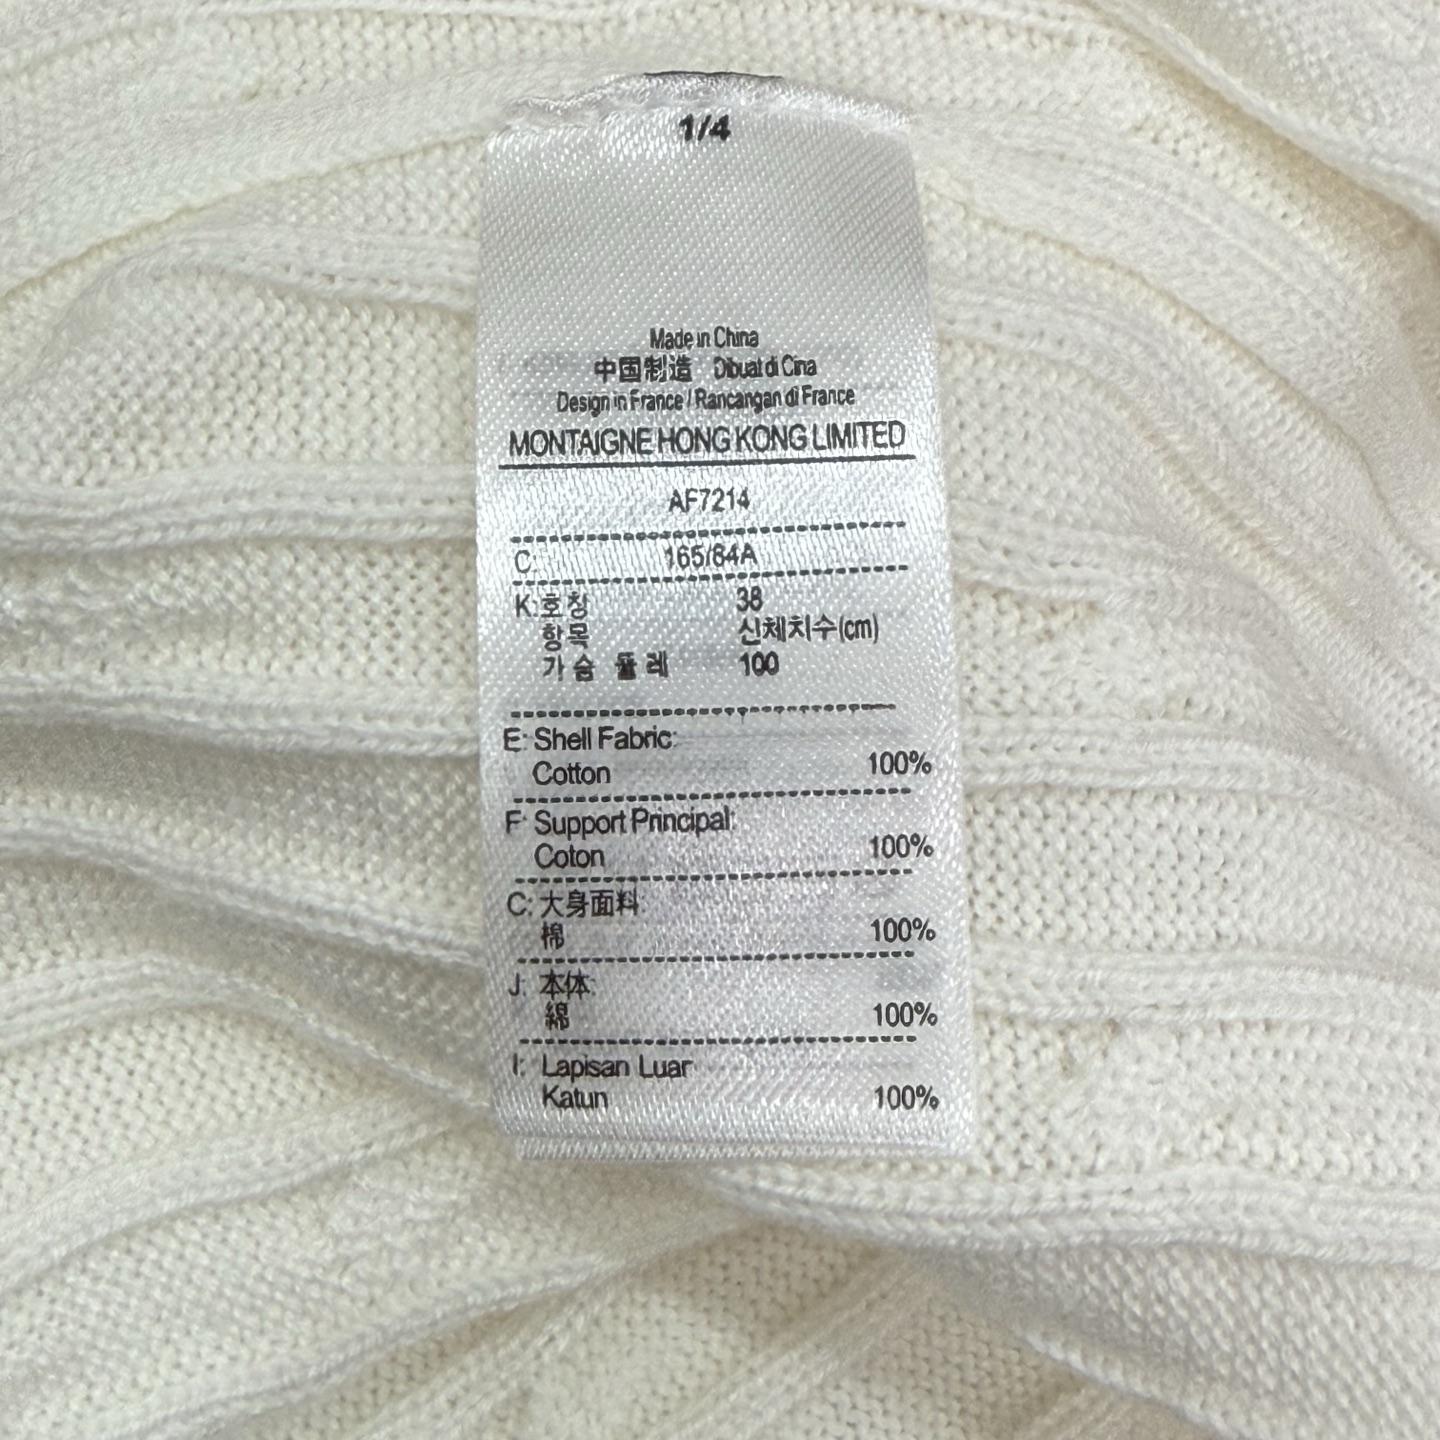 1/4
Made in China
中国制造 Dibuat di Cina
Design in France / Rancangan di France
MONTAIGNE HONG KONG LIMITED
AF7214
C: 165/84A
K: 호칭 38
항목 신체치수(cm)
가슴 둘레 100
E: Shell Fabric:
Cotton 100%
F: Support Principal:
Coton 100%
C: 大身面料:
棉 100%
J: 本体:
綿 100%
I: Lapisan Luar
Katun 100%